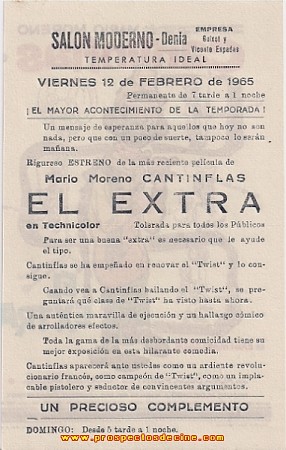 SALON MODERNO - Denia
EMPRESA
Galcet y
Vicente Espadas
TEMPERATURA IDEAL
VIERNES 12 de FEBRERO de 1965
Permanente de 7 tarde a 1 noche
¡ EL MAYOR ACONTECIMIENTO DE LA TEMPORADA !
Un mensaje de esperanza para aquellos que hoy no son
nada, pero que con un poco de suerte, tampoco lo serán
mañana.
Riguroso ESTRENO de la más reciente película de
Mario Moreno CANTINFLAS
EL EXTRA
en Technicolor
Tolerada para todos los Públicos
Para ser una buena "extra" es necesario que le ayude
el tipo.
Cantinflas se ha empeñado en renovar el "Twist" y lo con-
sigue.
Cuando vea a Cantinflas bailando el "Twist", se pre-
guntará qué clase de "Twist" ha visto hasta ahora.
Una auténtica maravilla de ejecución y un hallazgo cómico
de arrolladores efectos.
Toda la gama de la más desbordante comicidad tiene su
mejor exposición en esta hilarante comedia.
Cantinflas aparecerá ante ustedes como un ardiente revolu-
cionario francés, como campeón de "Twist", como un impla-
cable pistolero y seductor de convincentes argumentos.
UN PRECIOSO COMPLEMENTO
DOMINGO: Desde 5 tarde a 1 noche.
www.prospectosdecine.com